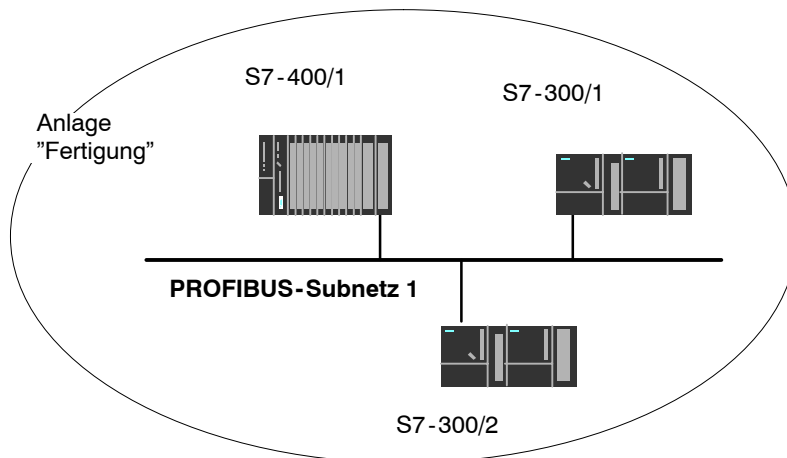 S7-400/1
S7-300/1
Anlage
"Fertigung"
PROFIBUS-Subnetz 1
S7-300/2